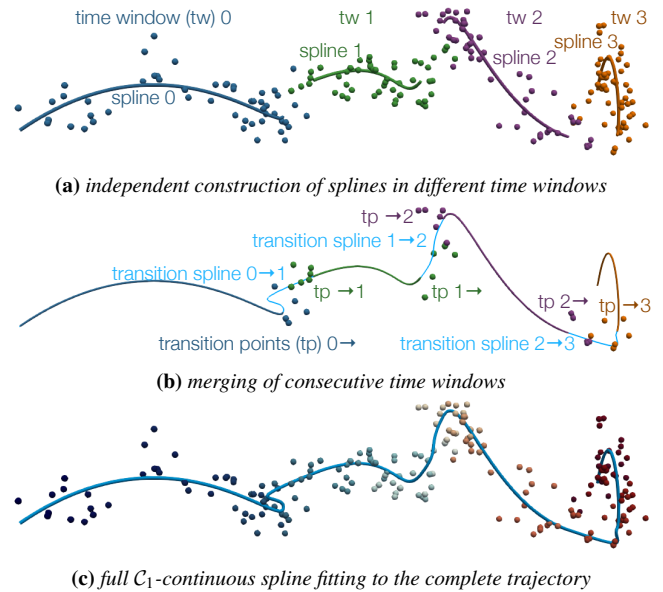 time window (tw) 0
tw 1
tw 2
tw 3
spline 0
spline 1
spline 2
spline 3
(a) independent construction of splines in different time windows
tp →2
transition spline 1→2
transition spline 0→1
tp →1
tp 1→
tp 2→
tp →3
transition points (tp) 0→
transition spline 2→3
(b) merging of consecutive time windows
(c) full C₁-continuous spline fitting to the complete trajectory